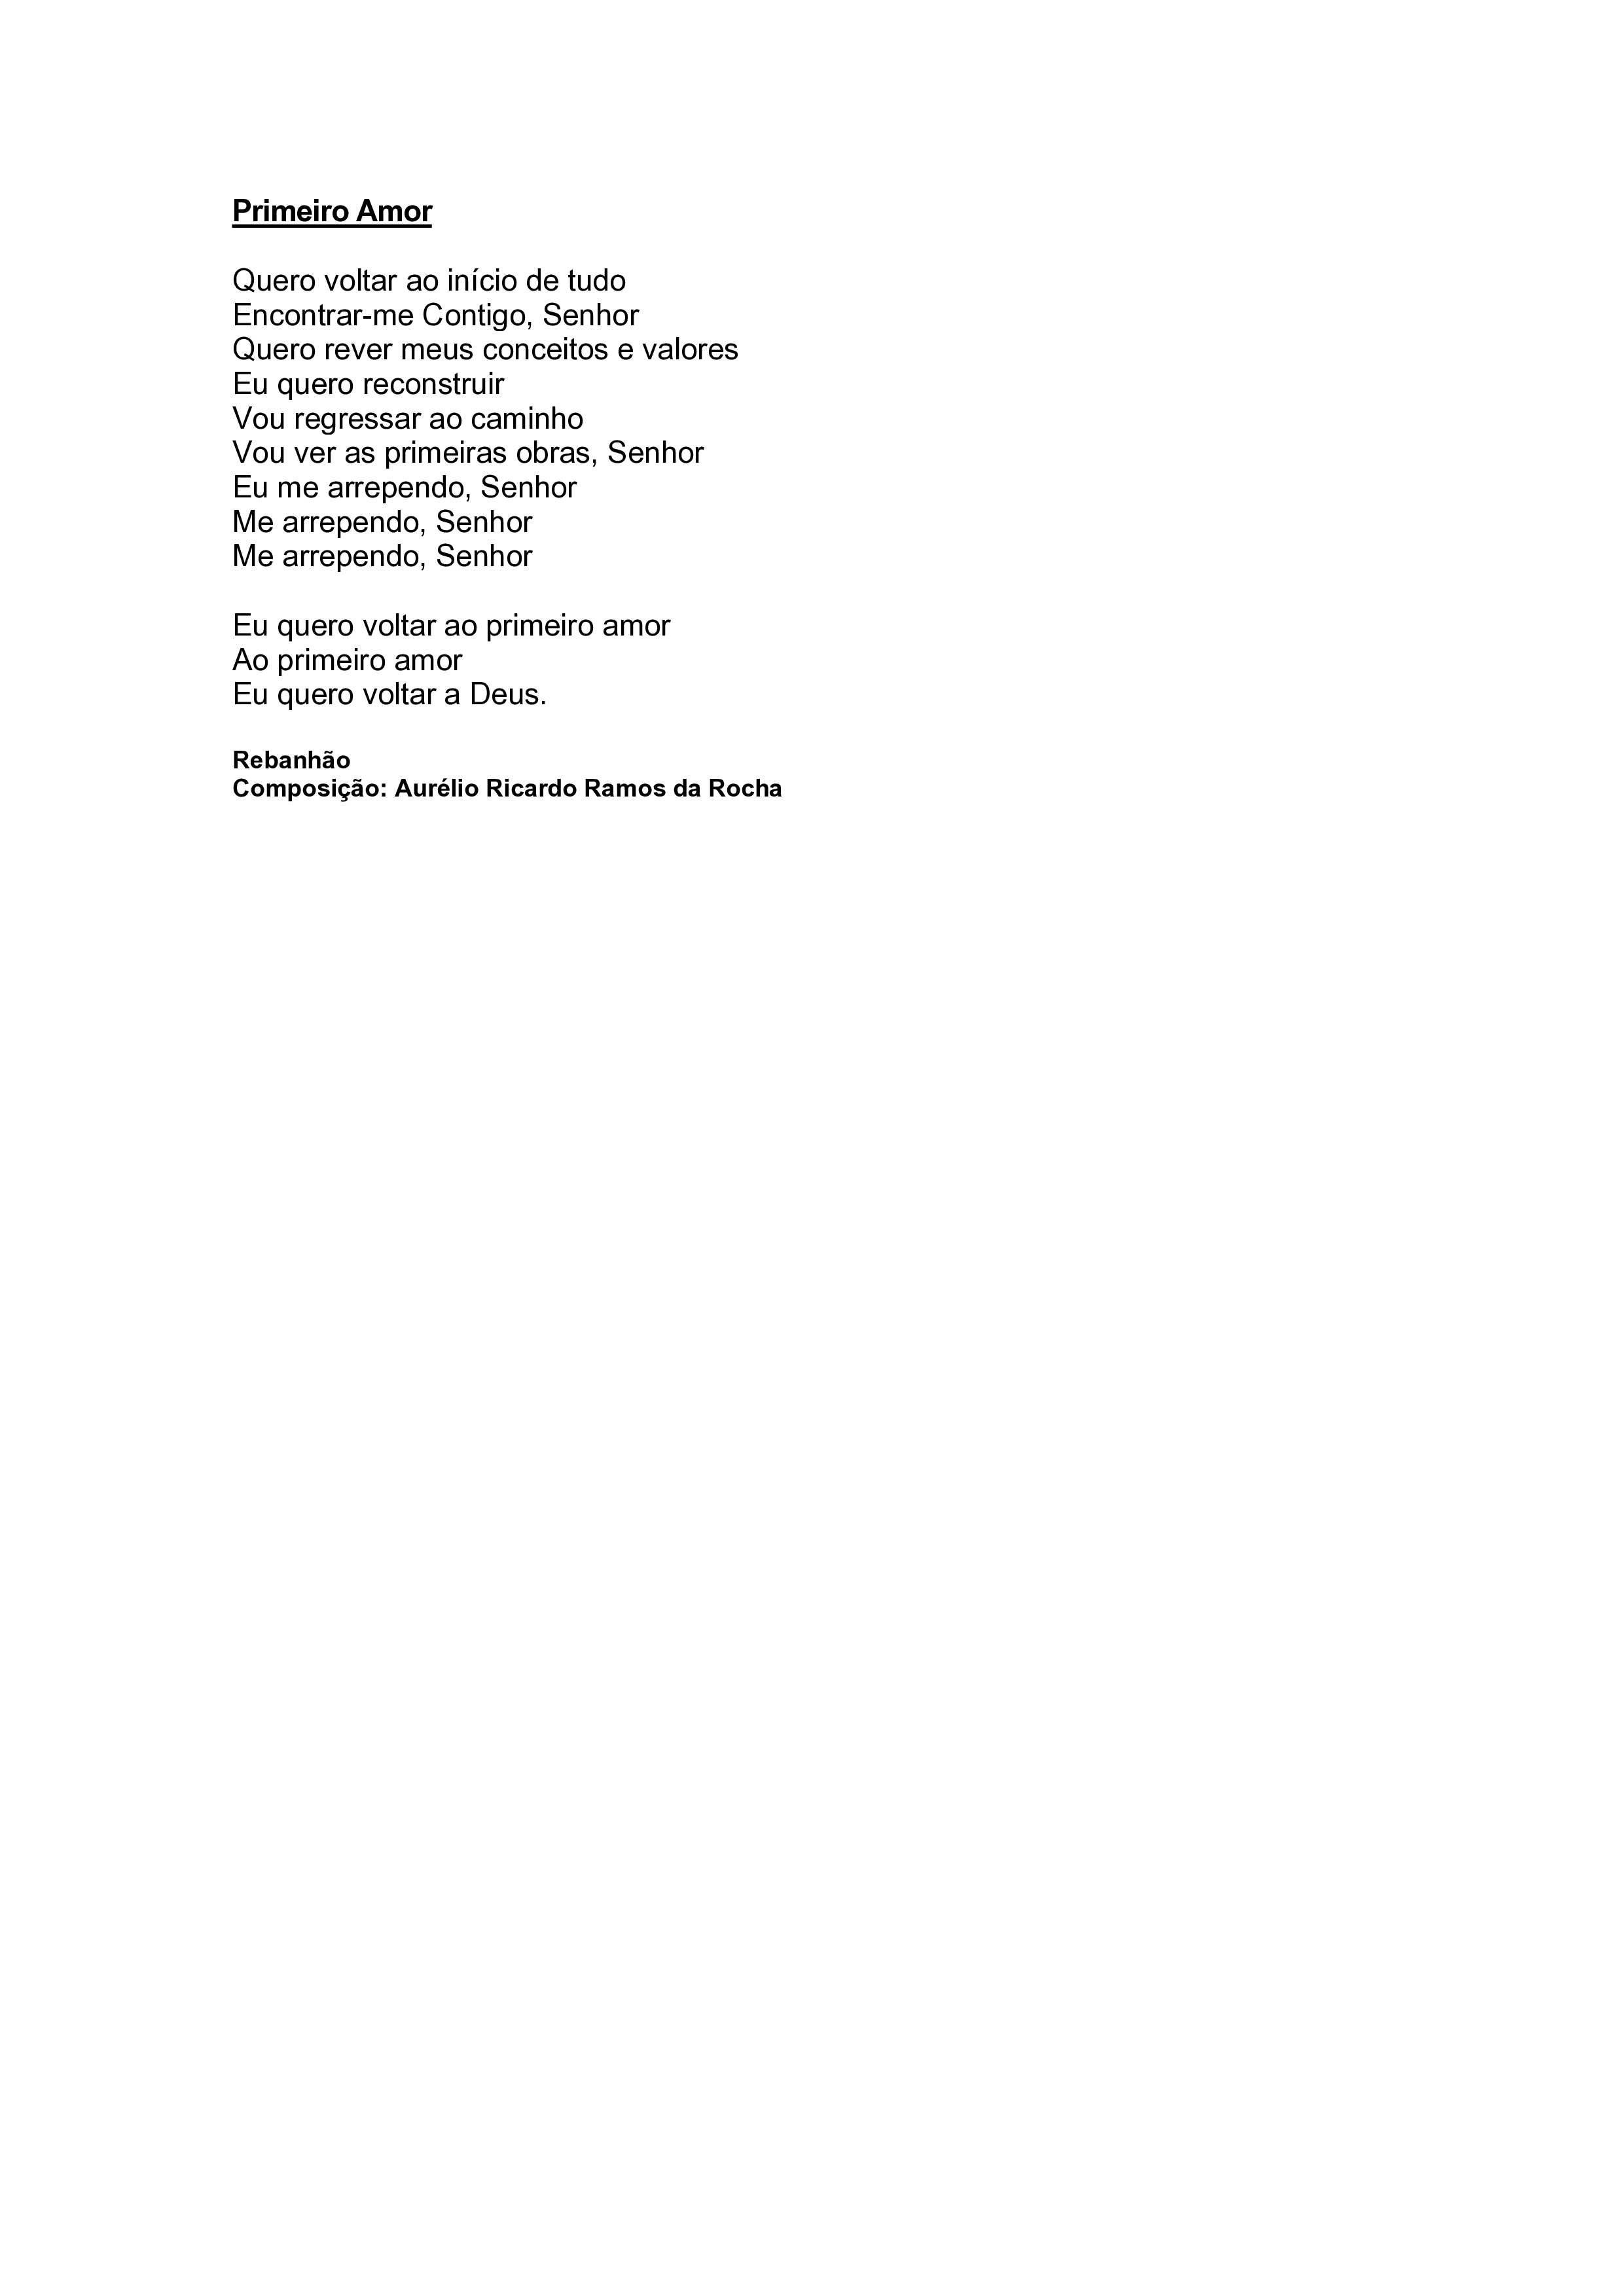 Primeiro Amor
Quero voltar ao início de tudo
Encontrar-me Contigo, Senhor
Quero rever meus conceitos e valores
Eu quero reconstruir
Vou regressar ao caminho
Vou ver as primeiras obras, Senhor
Eu me arrependo, Senhor
Me arrependo, Senhor
Me arrependo, Senhor
Eu quero voltar ao primeiro amor
Ao primeiro amor
Eu quero voltar a Deus.
Rebanhão
Composição: Aurélio Ricardo Ramos da Rocha